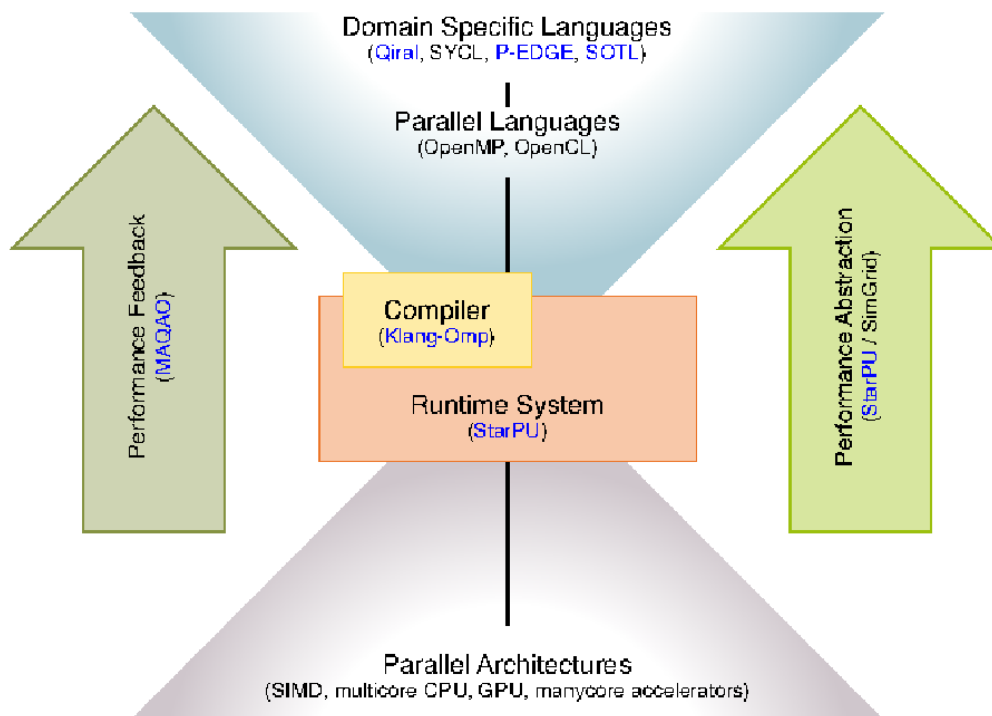 Domain Specific Languages
(Qiral, SYCL, P-EDGE, SOTL)
Parallel Languages
(OpenMP, OpenCL)
Performance Feedback
(MAQAO)
Compiler
(Klang-Omp)
Runtime System
(StarPU)
Performance Abstraction
(StarPU / SimGrid)
Parallel Architectures
(SIMD, multicore CPU, GPU, manycore accelerators)